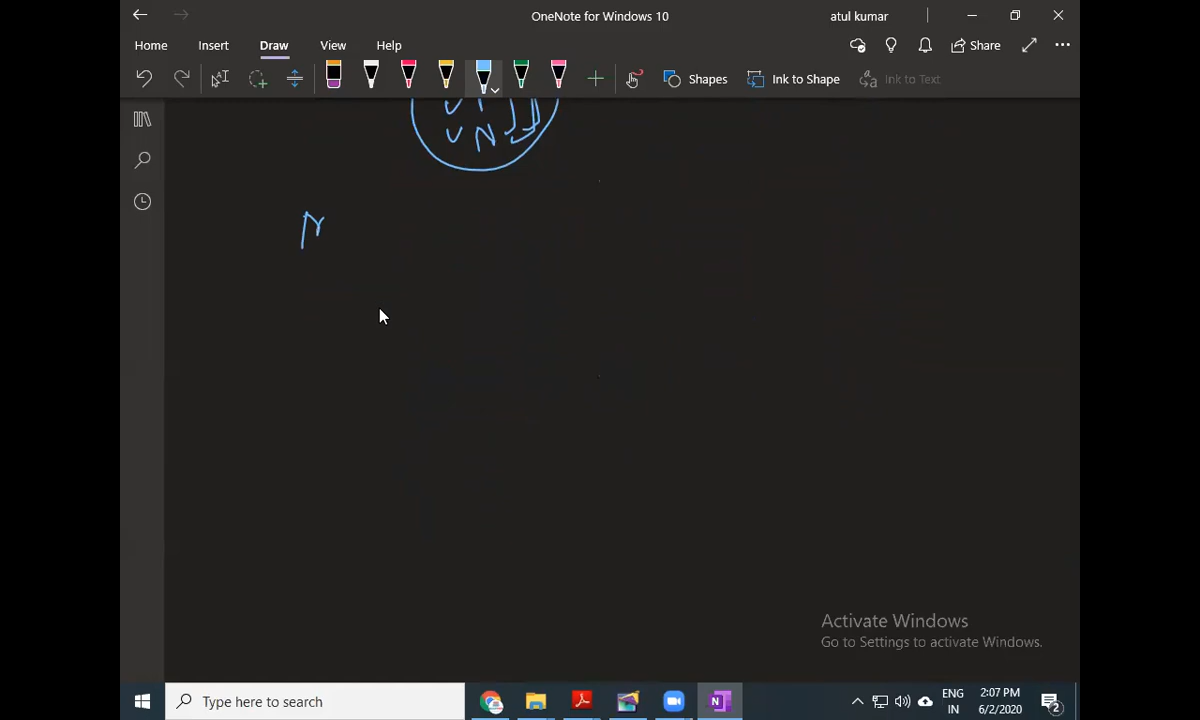 OneNote for Windows 10
atul kumar
Home Insert Draw View Help
Share
Shapes Ink to Shape Ink to Text
N
Activate Windows
Go to Settings to activate Windows.
Type here to search
ENG
IN
2:07 PM
6/2/2020
2